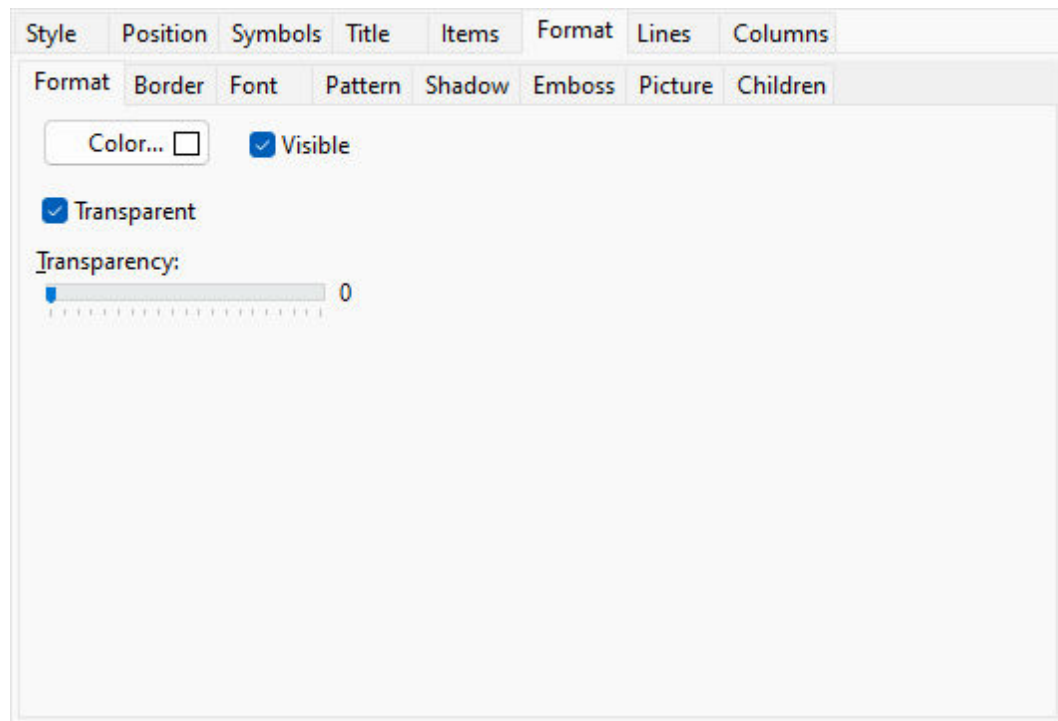 Style Position Symbols Title Items Format Lines Columns
Format Border Font Pattern Shadow Emboss Picture Children
Color... Visible
Transparent
Transparency:
0